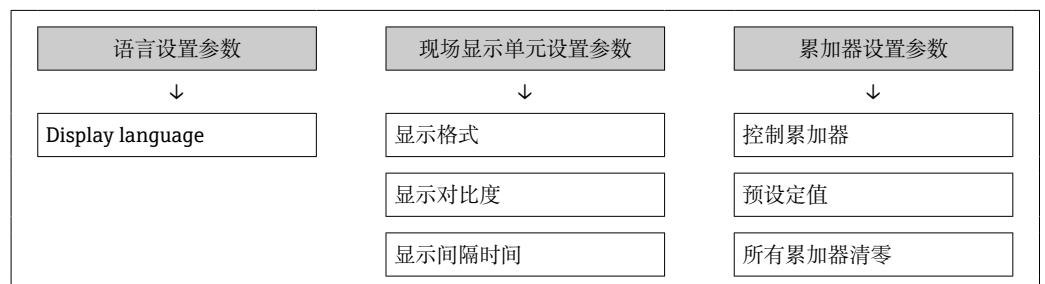 语言设置参数
现场显示单元设置参数
累加器设置参数
↓
↓
↓
Display language
显示格式
控制累加器
显示对比度
预设定值
显示间隔时间
所有累加器清零